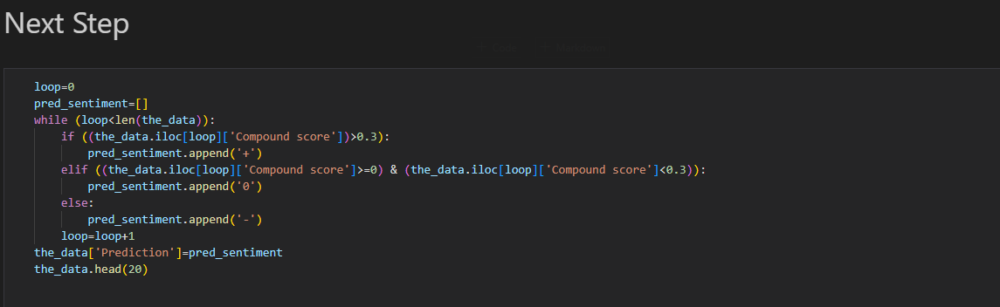 Next Step
loop=0
pred_sentiment=[]
while (loop<len(the_data)):
    if ((the_data.iloc[loop]['Compound score'])>0.3):
        pred_sentiment.append('+')
    elif ((the_data.iloc[loop]['Compound score']>=0) & (the_data.iloc[loop]['Compound score']<0.3)):
        pred_sentiment.append('0')
    else:
        pred_sentiment.append('-')
    loop=loop+1
the_data['Prediction']=pred_sentiment
the_data.head(20)